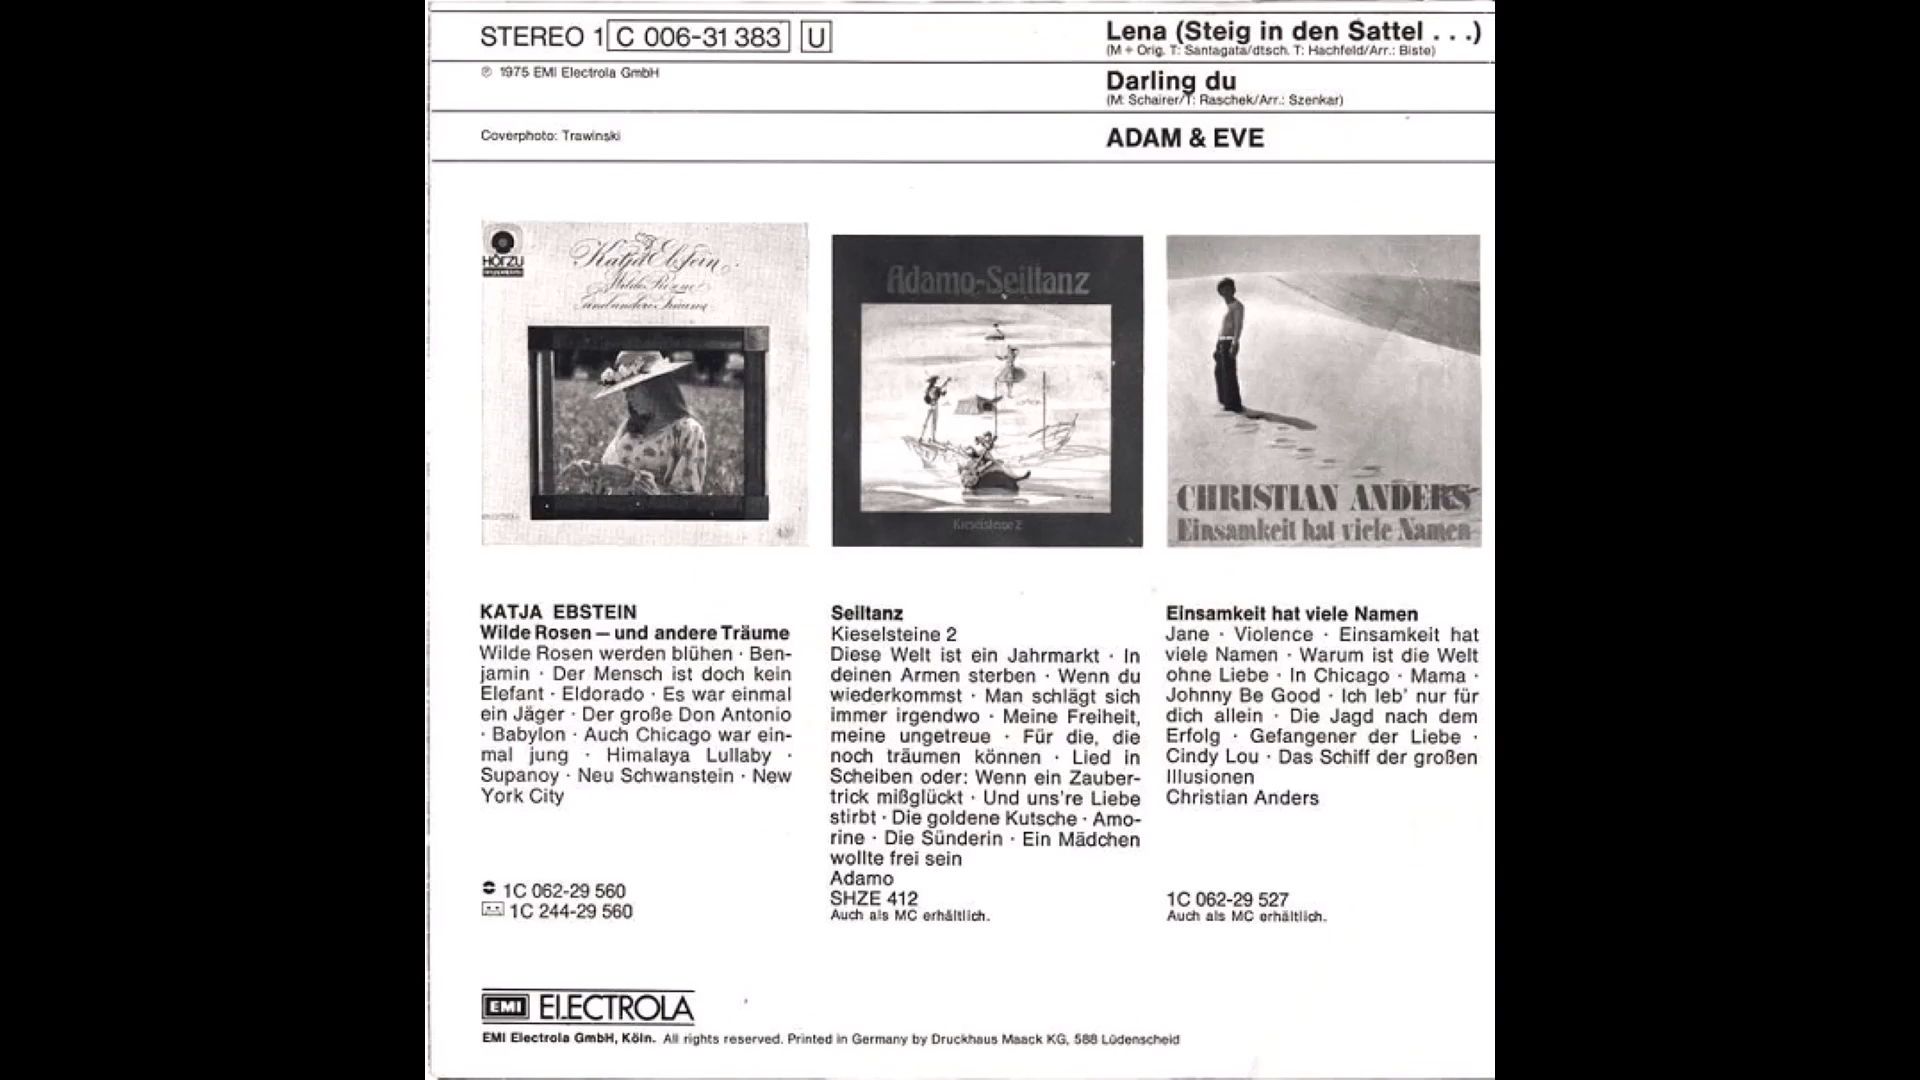 STEREO 1 C 006-31 383 U
℗ 1975 EMI Electrola GmbH
Coverphoto: Trawinski
Lena (Steig in den Sattel . . .)
(M + Orig. T: Santagata/dtsch. T: Hachfeld/Arr.: Biste)
Darling du
(M: Schairer/T: Raschek/Arr.: Szenkar)
ADAM & EVE
HÖRZU
Katja Ebstein
Wilde Rosen
und andere Träume
Adamo-Seiltanz
Kieselsteine 2
CHRISTIAN ANDERS
Einsamkeit hat viele Namen
KATJA EBSTEIN
Wilde Rosen – und andere Träume
Wilde Rosen werden blühen · Ben-
jamin · Der Mensch ist doch kein
Elefant · Eldorado · Es war einmal
ein Jäger · Der große Don Antonio
· Babylon · Auch Chicago war ein-
mal jung · Himalaya Lullaby ·
Supanoy · Neu Schwanstein · New
York City
1C 062-29 560
1C 244-29 560
Seiltanz
Kieselsteine 2
Diese Welt ist ein Jahrmarkt · In
deinen Armen sterben · Wenn du
wiederkommst · Man schlägt sich
immer irgendwo · Meine Freiheit,
meine ungetreue · Für die, die
noch träumen können · Lied in
Scheiben oder: Wenn ein Zauber-
trick mißglückt · Und uns're Liebe
stirbt · Die goldene Kutsche · Amo-
rine · Die Sünderin · Ein Mädchen
wollte frei sein
Adamo
SHZE 412
Auch als MC erhältlich.
Einsamkeit hat viele Namen
Jane · Violence · Einsamkeit hat
viele Namen · Warum ist die Welt
ohne Liebe · In Chicago · Mama ·
Johnny Be Good · Ich leb' nur für
dich allein · Die Jagd nach dem
Erfolg · Gefangener der Liebe ·
Cindy Lou · Das Schiff der großen
Illusionen
Christian Anders
1C 062-29 527
Auch als MC erhältlich.
EMI ELECTROLA
EMI Electrola GmbH, Köln. All rights reserved. Printed in Germany by Druckhaus Maack KG, 588 Lüdenscheid